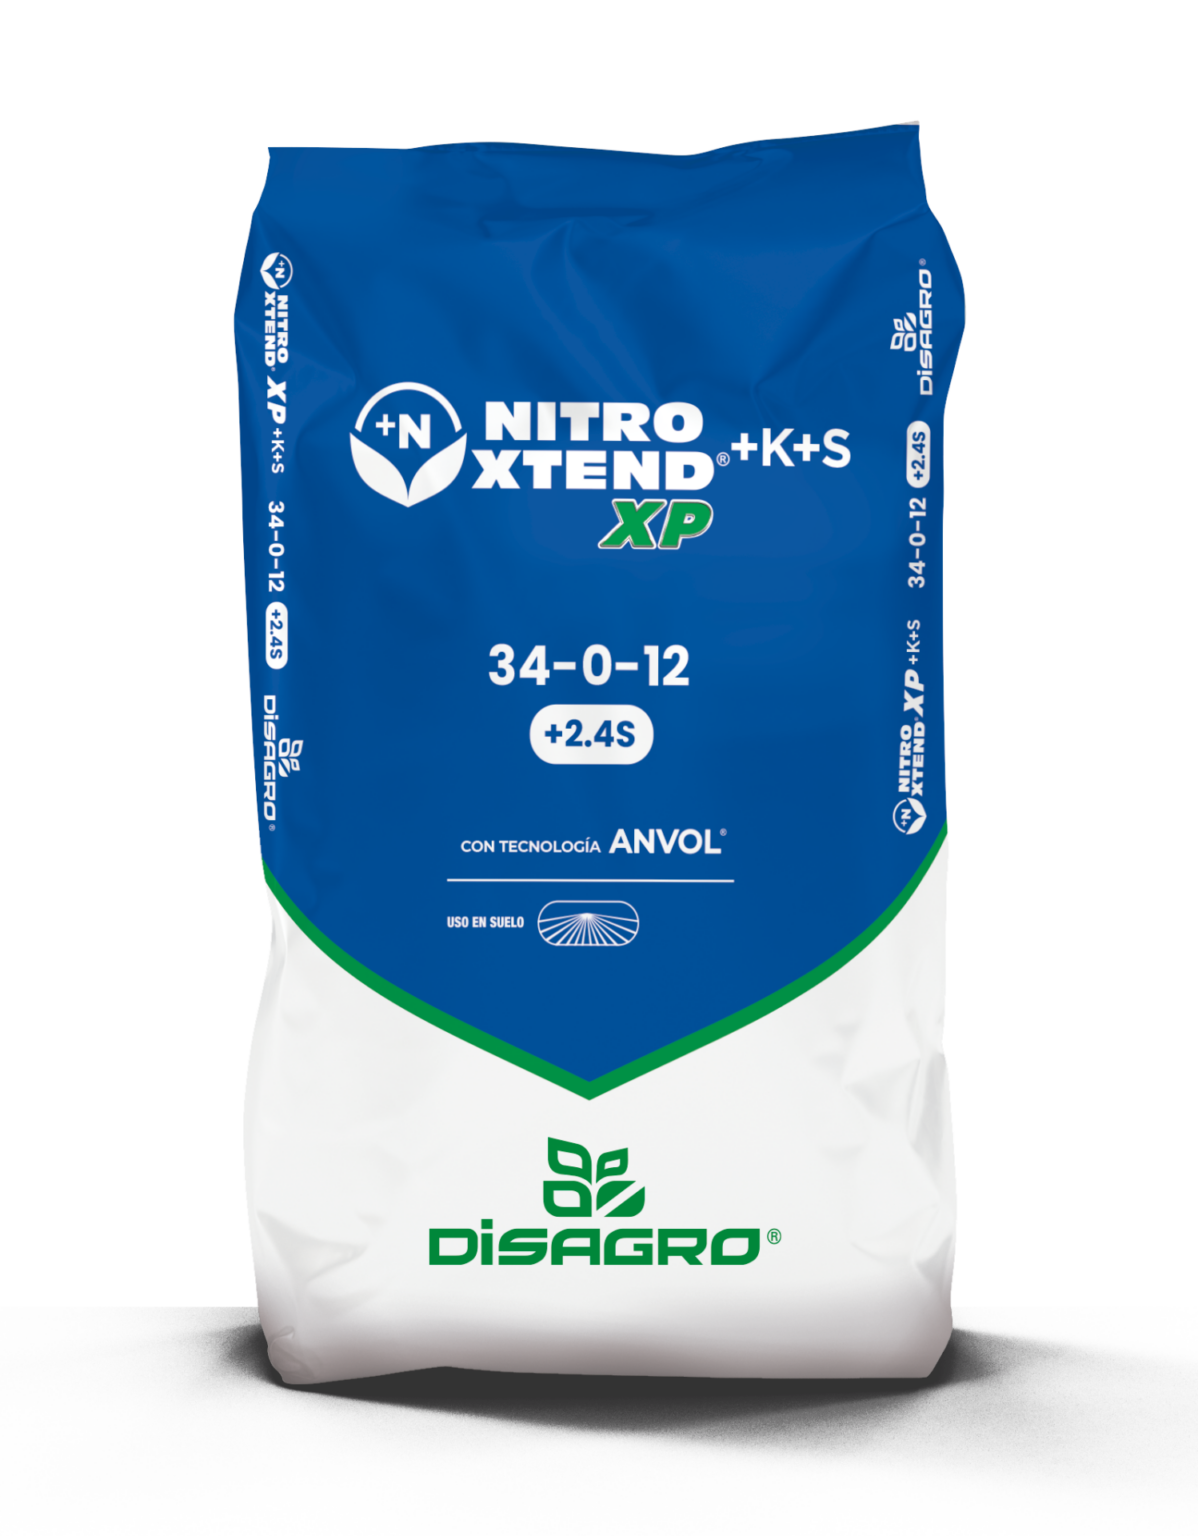 +N
NITRO
XTEND® +K+S
XP
34-0-12
+2.4S
CON TECNOLOGÍA ANVOL®
USO EN SUELO
DISAGRO®
+N NITRO
XTEND® XP +K+S 34-0-12 +2.4S DISAGRO®
+N NITRO
XTEND® XP +K+S 34-0-12 +2.4S DISAGRO®